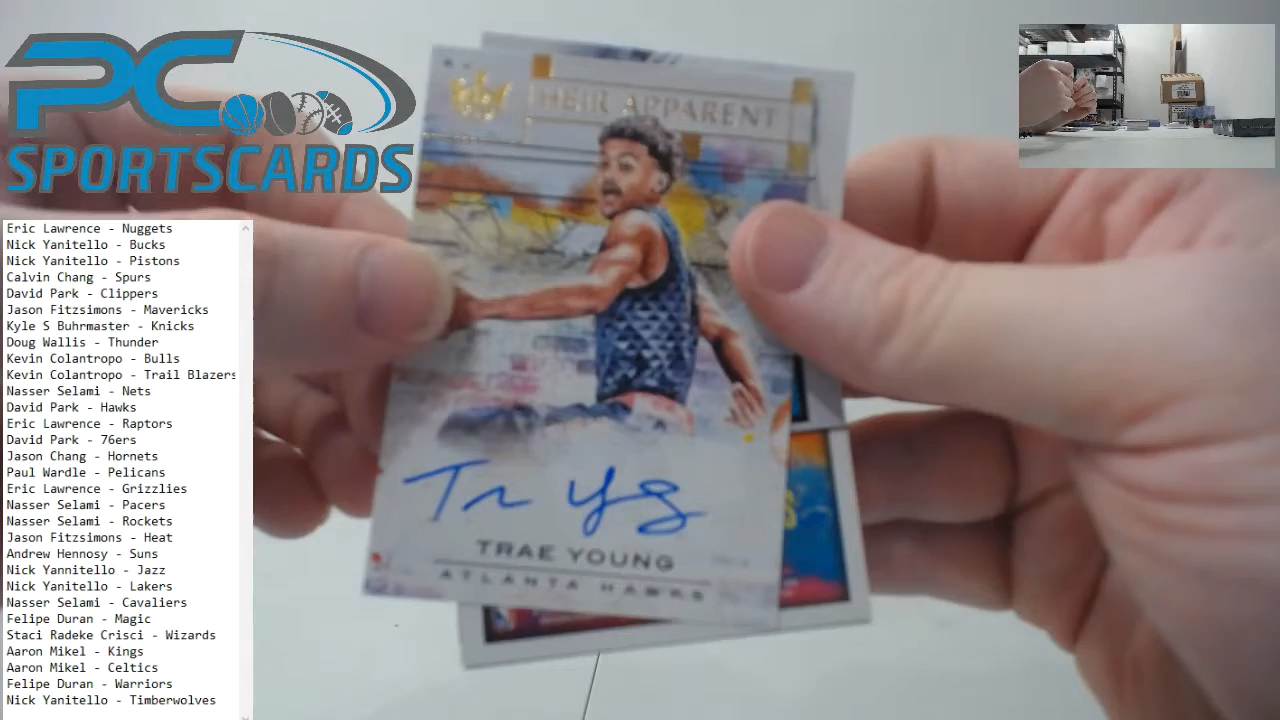 PC
SPORTSCARDS
Eric Lawrence - Nuggets
Nick Yanitello - Bucks
Nick Yanitello - Pistons
Calvin Chang - Spurs
David Park - Clippers
Jason Fitzsimons - Mavericks
Kyle S Buhrmaster - Knicks
Doug Wallis - Thunder
Kevin Colantropo - Bulls
Kevin Colantropo - Trail Blazers
Nasser Selami - Nets
David Park - Hawks
Eric Lawrence - Raptors
David Park - 76ers
Jason Chang - Hornets
Paul Wardle - Pelicans
Eric Lawrence - Grizzlies
Nasser Selami - Pacers
Nasser Selami - Rockets
Jason Fitzsimons - Heat
Andrew Hennosy - Suns
Nick Yannitello - Jazz
Nick Yanitello - Lakers
Nasser Selami - Cavaliers
Felipe Duran - Magic
Staci Radeke Crisci - Wizards
Aaron Mikel - Kings
Aaron Mikel - Celtics
Felipe Duran - Warriors
Nick Yanitello - Timberwolves
HEIR APPARENT
TRAE YOUNG
ATLANTA HAWKS